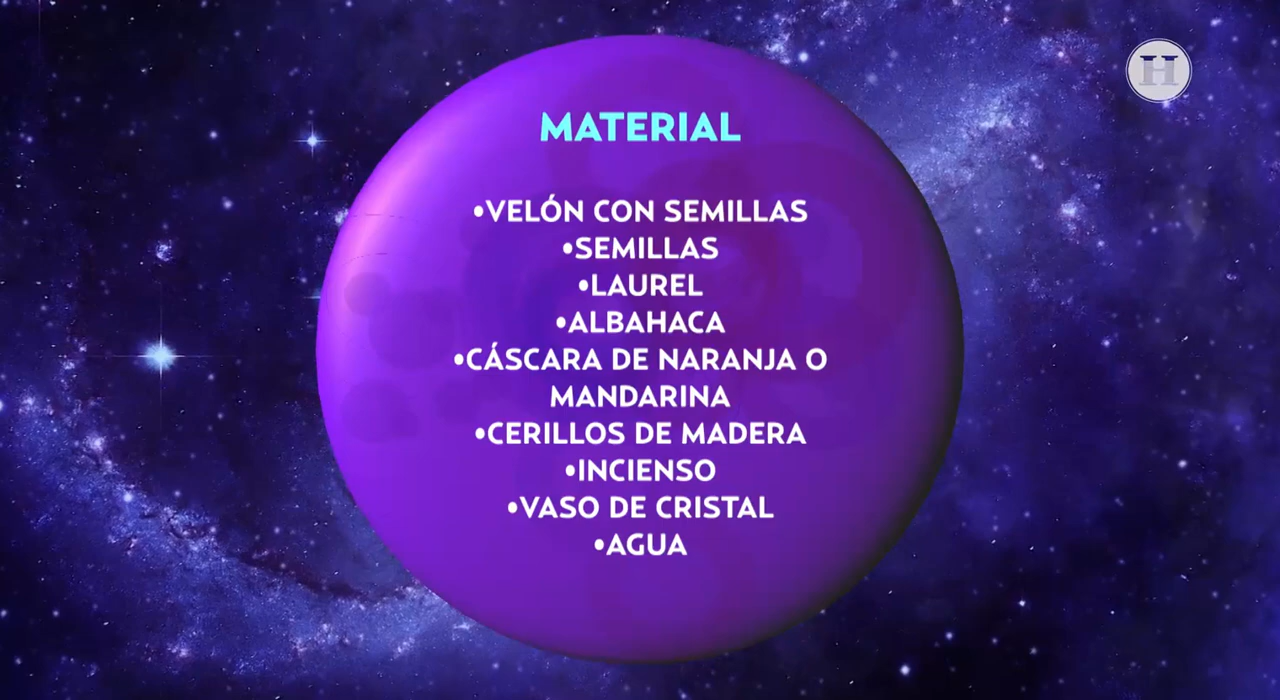 H
MATERIAL
•VELÓN CON SEMILLAS
•SEMILLAS
•LAUREL
•ALBAHACA
•CÁSCARA DE NARANJA O
MANDARINA
•CERILLOS DE MADERA
•INCIENSO
•VASO DE CRISTAL
•AGUA